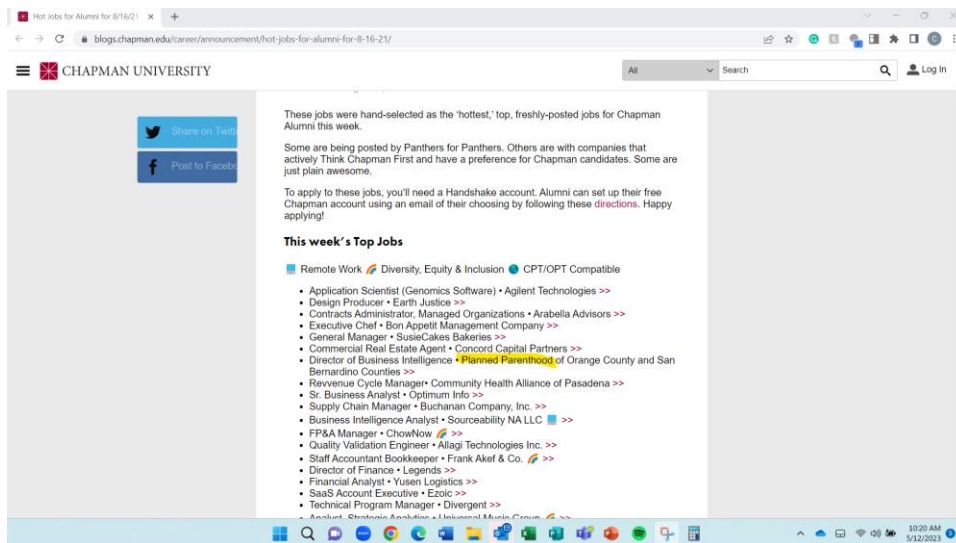 Hot Jobs for Alumni for 8/16/21
blogs.chapman.edu/career/announcement/hot-jobs-for-alumni-for-8-16-21/
CHAPMAN UNIVERSITY
All
Search
Log In
Share on Twitt
Post to Facebo
These jobs were hand-selected as the ‘hottest,’ top, freshly-posted jobs for Chapman
Alumni this week.
Some are being posted by Panthers for Panthers. Others are with companies that
actively Think Chapman First and have a preference for Chapman candidates. Some are
just plain awesome.
To apply to these jobs, you'll need a Handshake account. Alumni can set up their free
Chapman account using an email of their choosing by following these directions. Happy
applying!
This week's Top Jobs
Remote Work 🌈 Diversity, Equity & Inclusion 🌎 CPT/OPT Compatible
• Application Scientist (Genomics Software) • Agilent Technologies >>
• Design Producer • Earth Justice >>
• Contracts Administrator, Managed Organizations • Arabella Advisors >>
• Executive Chef • Bon Appetit Management Company >>
• General Manager • SusieCakes Bakeries >>
• Commercial Real Estate Agent • Concord Capital Partners >>
• Director of Business Intelligence • Planned Parenthood of Orange County and San
Bernardino Counties >>
• Revvenue Cycle Manager• Community Health Alliance of Pasadena >>
• Sr. Business Analyst • Optimum Info >>
• Supply Chain Manager • Buchanan Company, Inc. >>
• Business Intelligence Analyst • Sourceability NA LLC 💻 >>
• FP&A Manager • ChowNow 🌈 >>
• Quality Validation Engineer • Allagi Technologies Inc. >>
• Staff Accountant Bookkeeper • Frank Akef & Co. 🌈 >>
• Director of Finance • Legends >>
• Financial Analyst • Yusen Logistics >>
• SaaS Account Executive • Ezoic >>
• Technical Program Manager • Divergent >>
• Analyst, Strategic Analytics • Universal Music Group 🌈 >>
10:20 AM
5/12/2023